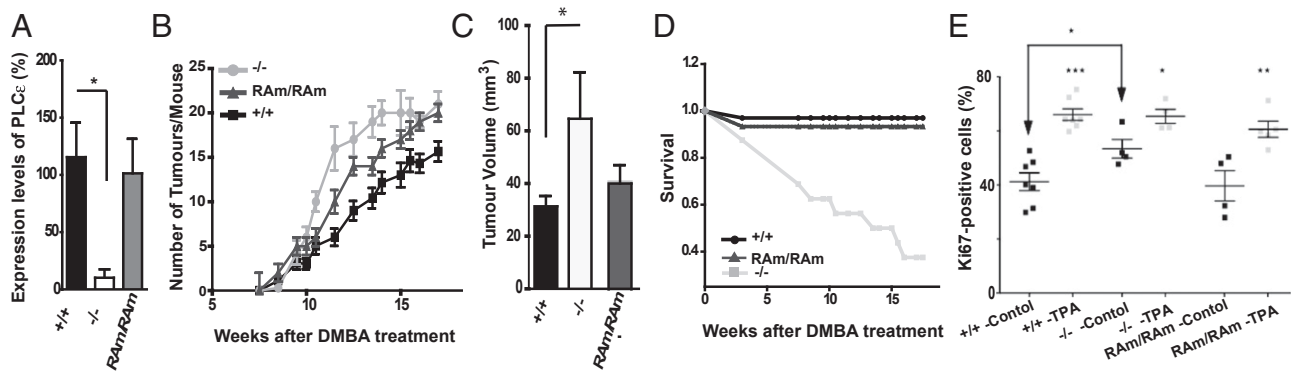 A
Expression levels of PLCε (%)
200
150
100
50
0
*
+/+
-/-
RAm/RAm
B
Number of Tumours/Mouse
25
20
15
10
5
0
-/-
RAm/RAm
+/+
5
10
15
Weeks after DMBA treatment
C
Tumour Volume (mm3)
100
80
60
40
20
0
*
+/+
-/-
RAm/RAm
D
Survival
1.2
1.0
0.8
0.6
0.4
+/+
RAm/RAm
-/-
0
5
10
15
Weeks after DMBA treatment
E
Ki67-positive cells (%)
80
40
0
*
***
*
**
+/+ -Contol
+/+ -TPA
-/- -Contol
-/- -TPA
RAm/RAm -Contol
RAm/RAm -TPA